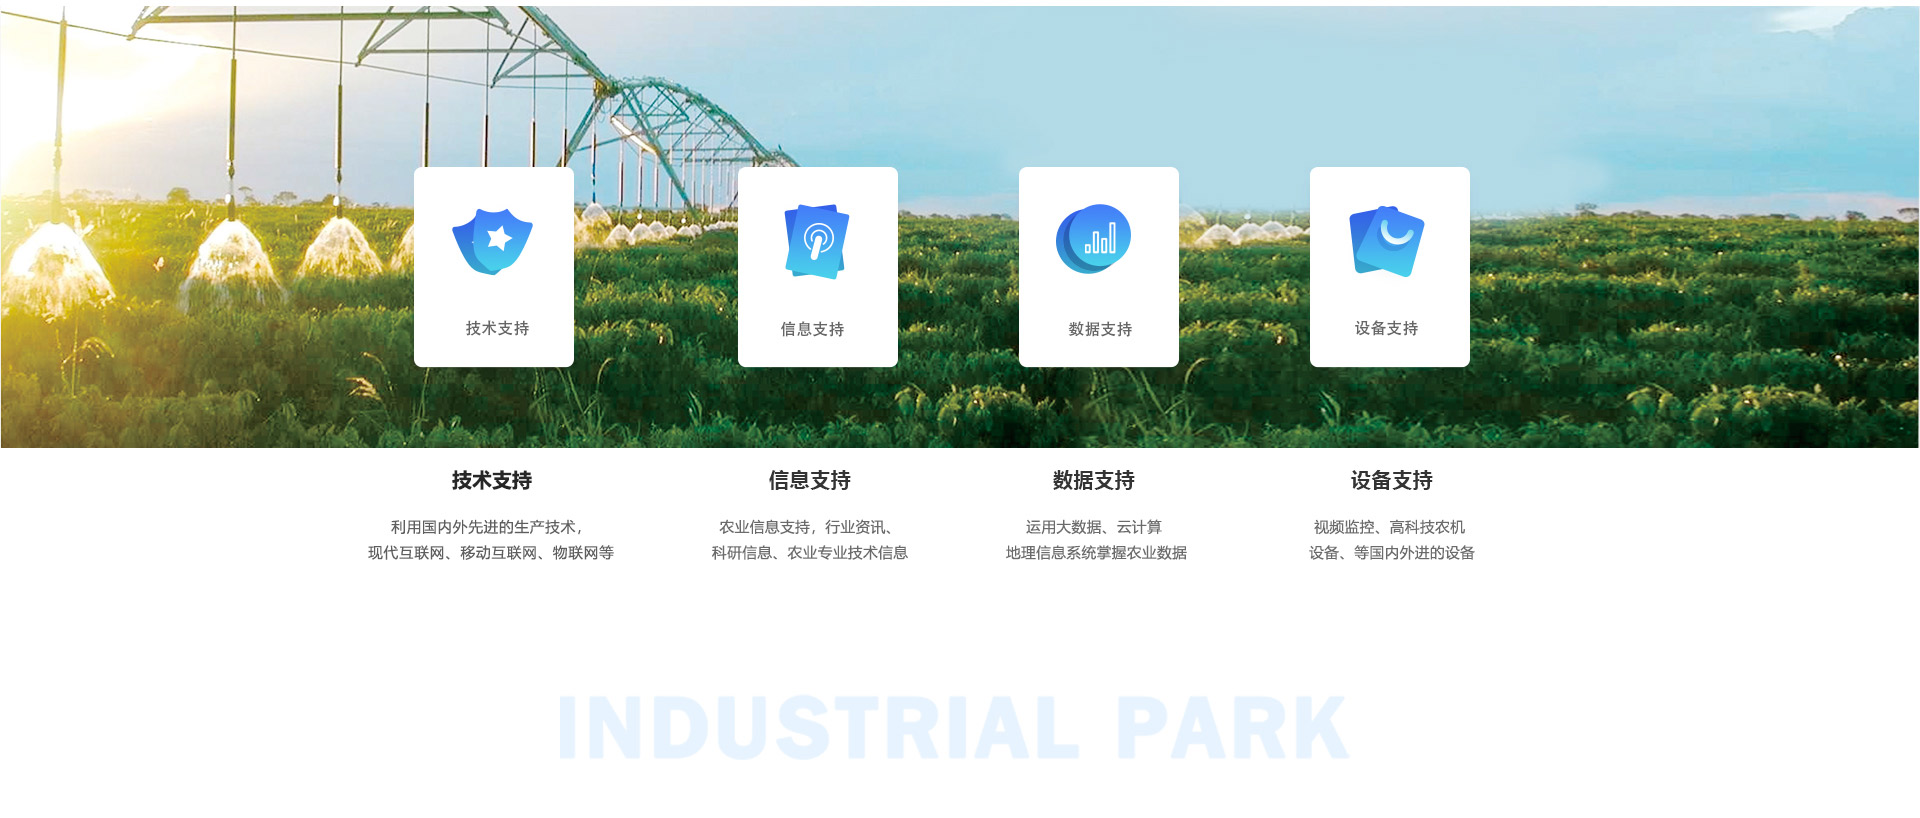 技术支持
信息支持
数据支持
设备支持
技术支持
信息支持
数据支持
设备支持
利用国内外先进的生产技术，
现代互联网、移动互联网、物联网等
农业信息支持，行业资讯、
科研信息、农业专业技术信息
运用大数据、云计算
地理信息系统掌握农业数据
视频监控、高科技农机
设备、等国内外进的设备
INDUSTRIAL PARK